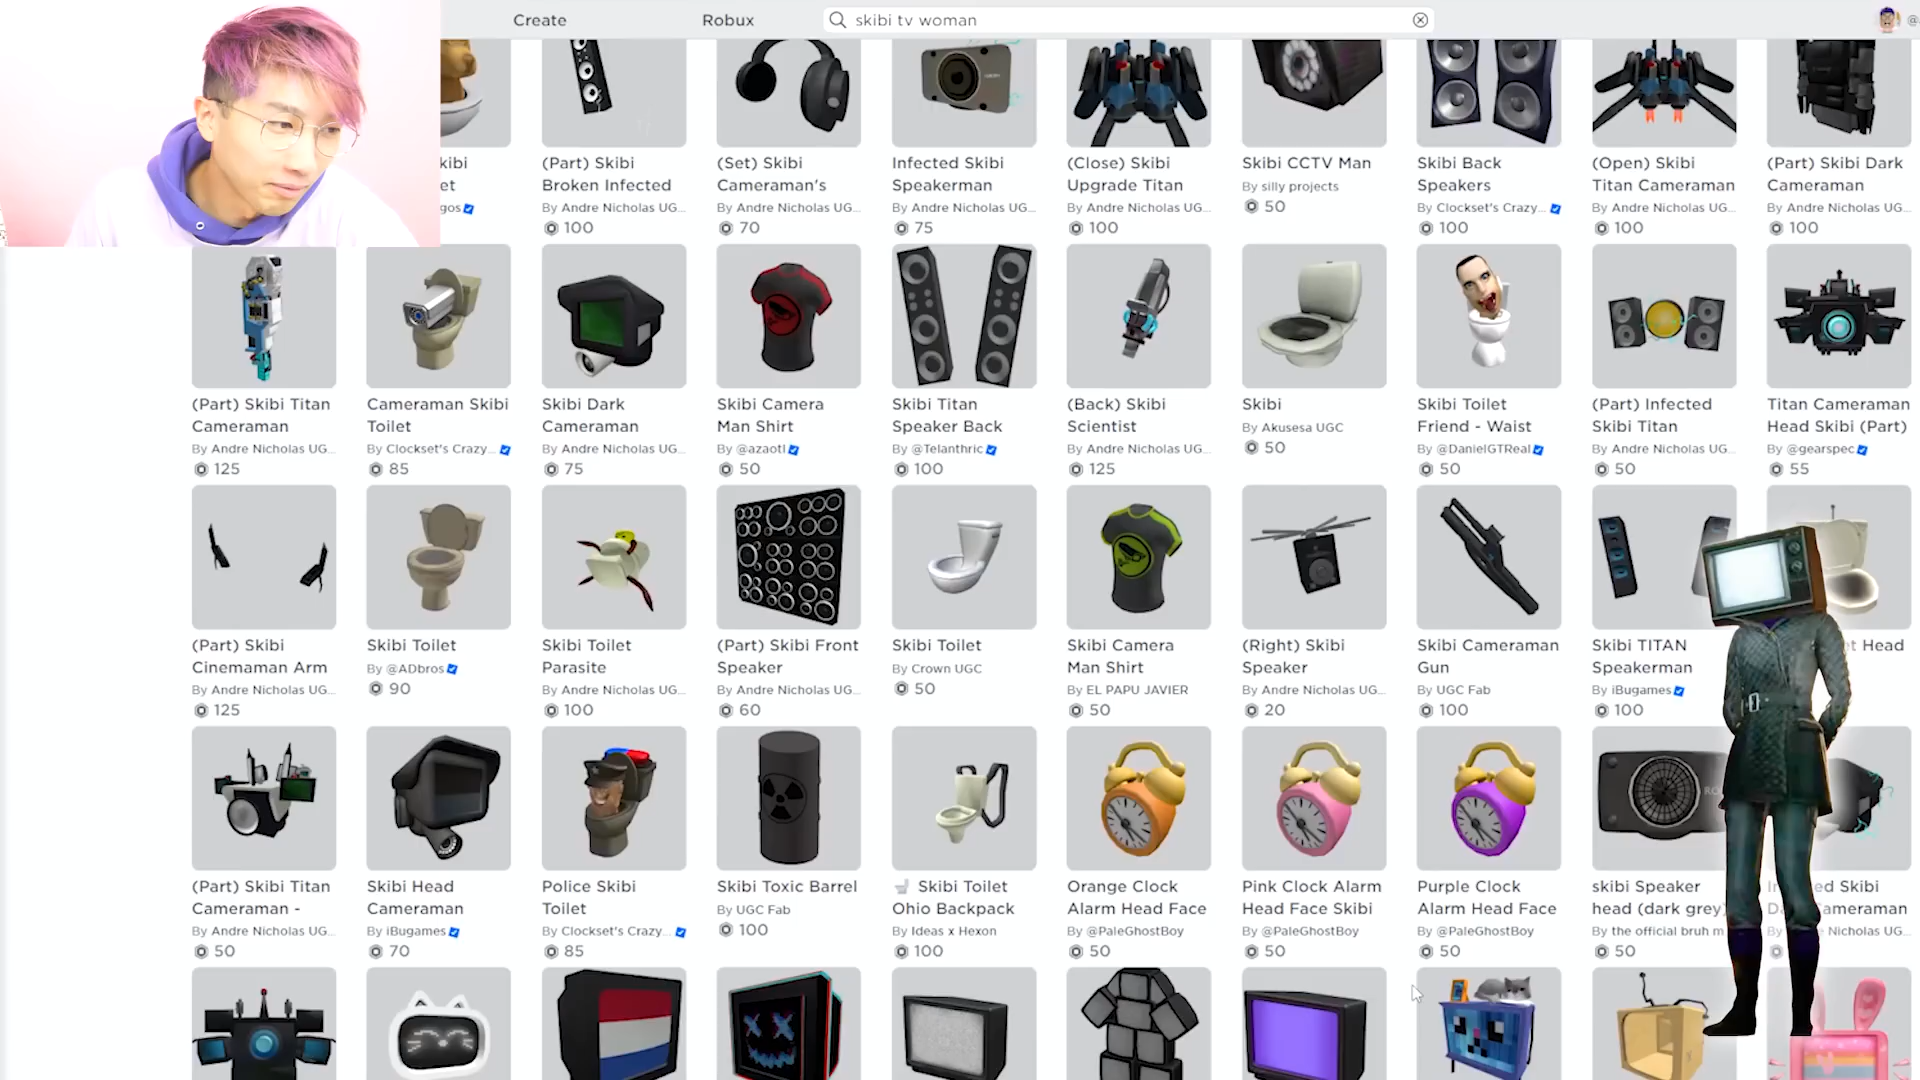 Create
Robux
skibi tv woman
@
kibi
et
gos
(Part) Skibi
Broken Infected
By Andre Nicholas UG...
100
(Set) Skibi
Cameraman's
By Andre Nicholas UG...
70
Infected Skibi
Speakerman
By Andre Nicholas UG...
75
(Close) Skibi
Upgrade Titan
By Andre Nicholas UG...
100
Skibi CCTV Man
By silly projects
50
Skibi Back
Speakers
By Clockset's Crazy...
100
(Open) Skibi
Titan Cameraman
By Andre Nicholas UG...
100
(Part) Skibi Dark
Cameraman
By Andre Nicholas UG...
100
(Part) Skibi Titan
Cameraman
By Andre Nicholas UG...
125
Cameraman Skibi
Toilet
By Clockset's Crazy...
85
Skibi Dark
Cameraman
By Andre Nicholas UG...
75
Skibi Camera
Man Shirt
By @azaotl
50
Skibi Titan
Speaker Back
By @Telanthric
100
(Back) Skibi
Scientist
By Andre Nicholas UG...
125
Skibi
By Akusesa UGC
50
Skibi Toilet
Friend - Waist
By @DanielGTReal
50
(Part) Infected
Skibi Titan
By Andre Nicholas UG...
50
Titan Cameraman
Head Skibi (Part)
By @gearspec
55
(Part) Skibi
Cinemaman Arm
By Andre Nicholas UG...
125
Skibi Toilet
By @ADbros
90
Skibi Toilet
Parasite
By Andre Nicholas UG...
100
(Part) Skibi Front
Speaker
By Andre Nicholas UG...
60
Skibi Toilet
By Crown UGC
50
Skibi Camera
Man Shirt
By EL PAPU JAVIER
50
(Right) Skibi
Speaker
By Andre Nicholas UG...
20
Skibi Cameraman
Gun
By UGC Fab
100
Skibi TITAN
Speakerman
By iBugames
100
et Head
(Part) Skibi Titan
Cameraman -
By Andre Nicholas UG...
50
Skibi Head
Cameraman
By iBugames
70
Police Skibi
Toilet
By Clockset's Crazy...
85
Skibi Toxic Barrel
By UGC Fab
100
Skibi Toilet
Ohio Backpack
By Ideas x Hexon
100
Orange Clock
Alarm Head Face
By @PaleGhostBoy
50
Pink Clock Alarm
Head Face Skibi
By @PaleGhostBoy
50
Purple Clock
Alarm Head Face
By @PaleGhostBoy
50
skibi Speaker
head (dark grey)
By the official bruh m
50
ed Skibi
ameraman
Nicholas UG...